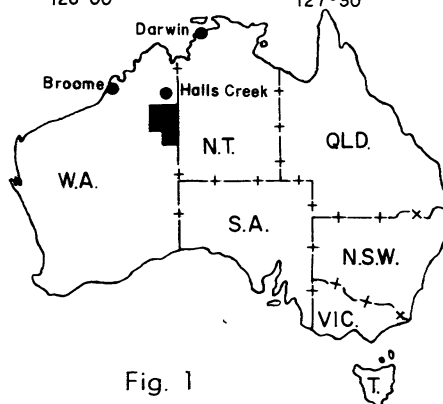 126°00' 127°30'
Darwin
Broome
Halls Creek
N.T.
QLD.
W.A.
S.A.
N.S.W.
VIC.
T.
Fig. 1